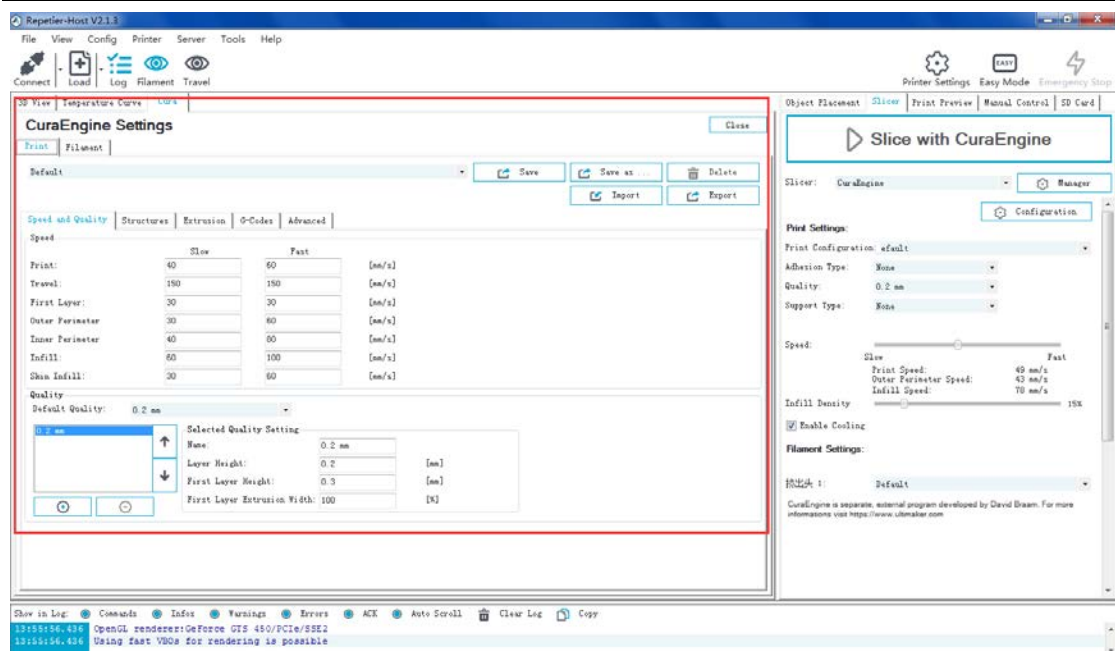 Repetier-Host V2.1.3
File View Config Printer Server Tools Help
Connect Load Log Filament Travel Printer Settings Easy Mode Emergency Stop
EASY
3D View Temperature Curve Cura
Object Placement Slicer Print Preview Manual Control SD Card
CuraEngine Settings
Close
Print Filament
Default
Save Save as ... Delete
Import Export
Speed and Quality Structures Extrusion G-Codes Advanced
Speed
Slow Fast
Print: 40 60 [mm/s]
Travel: 150 150 [mm/s]
First Layer: 30 30 [mm/s]
Outer Perimeter 30 60 [mm/s]
Inner Perimeter 40 80 [mm/s]
Infill: 60 100 [mm/s]
Skin Infill: 30 60 [mm/s]
Quality
Default Quality: 0.2 mm
0.2 mm
Selected Quality Setting
Name: 0.2 mm
Layer Height: 0.2 [mm]
First Layer Height: 0.3 [mm]
First Layer Extrusion Width: 100 [%]
Slice with CuraEngine
Slicer: CuraEngine Manager
Configuration
Print Settings:
Print Configuration: efault
Adhesion Type: None
Quality: 0.2 mm
Support Type: None
Speed:
Slow Fast
Print Speed: 49 mm/s
Outer Perimeter Speed: 43 mm/s
Infill Speed: 78 mm/s
Infill Density 15%
Enable Cooling
Filament Settings:
挤出头 1: Default
CuraEngine is separate, external program developed by David Braam. For more
informations visit https://www.ultimaker.com
Show in Log: Commands Infos Warnings Errors ACK Auto Scroll Clear Log Copy
13:55:56.436 OpenGL renderer:GeForce GTS 450/PCIe/SSE2
13:55:56.436 Using fast VBOs for rendering is possible